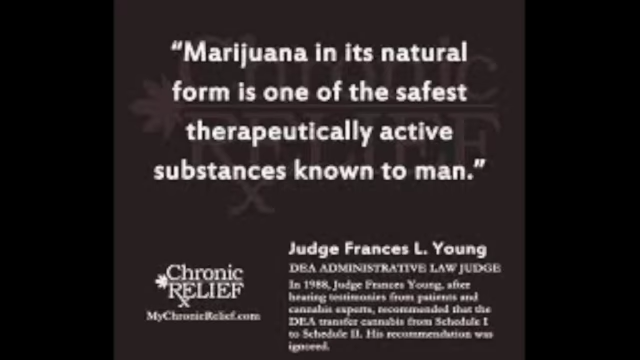 “Marijuana in its natural
form is one of the safest
therapeutically active
substances known to man.”
Judge Frances L. Young
DEA ADMINISTRATIVE LAW JUDGE
In 1988, Judge Frances Young, after
hearing testimonies from patients and
cannabis experts, recommended that the
DEA transfer cannabis from Schedule I
to Schedule II. His recommendation was
ignored.
Chronic
RELIEF
MyChronicRelief.com
Chronic
RELIEF